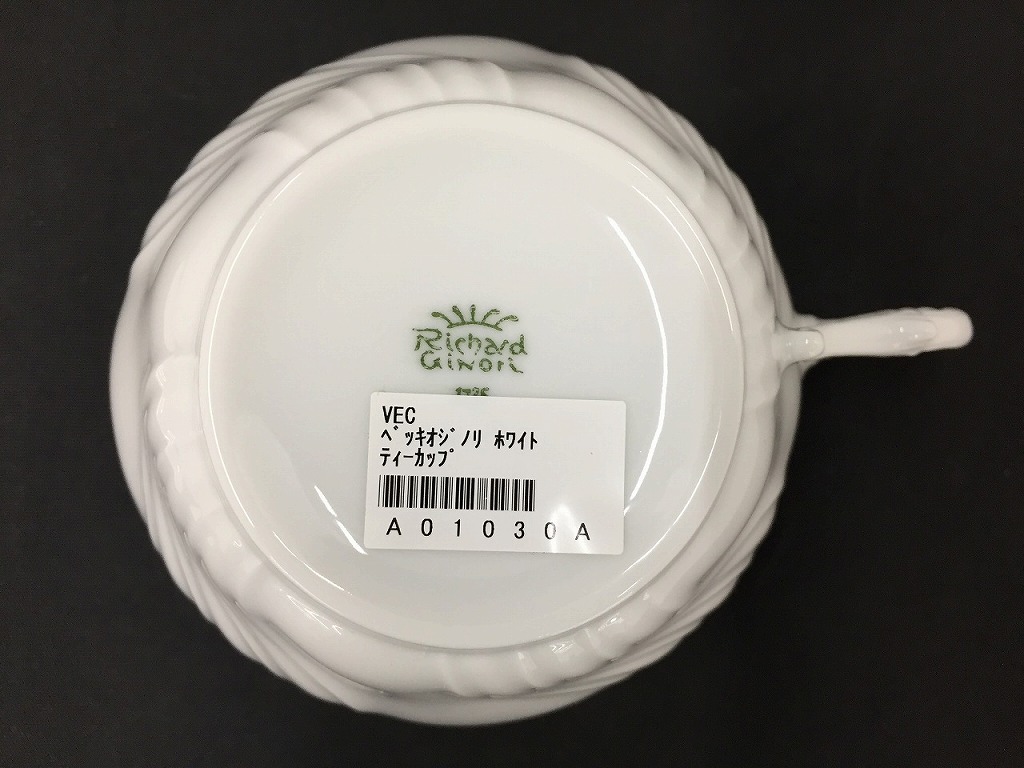 Richard
Ginori
1735
VEC
ベッキオジノリ ホワイト
ティーカップ
A01030A